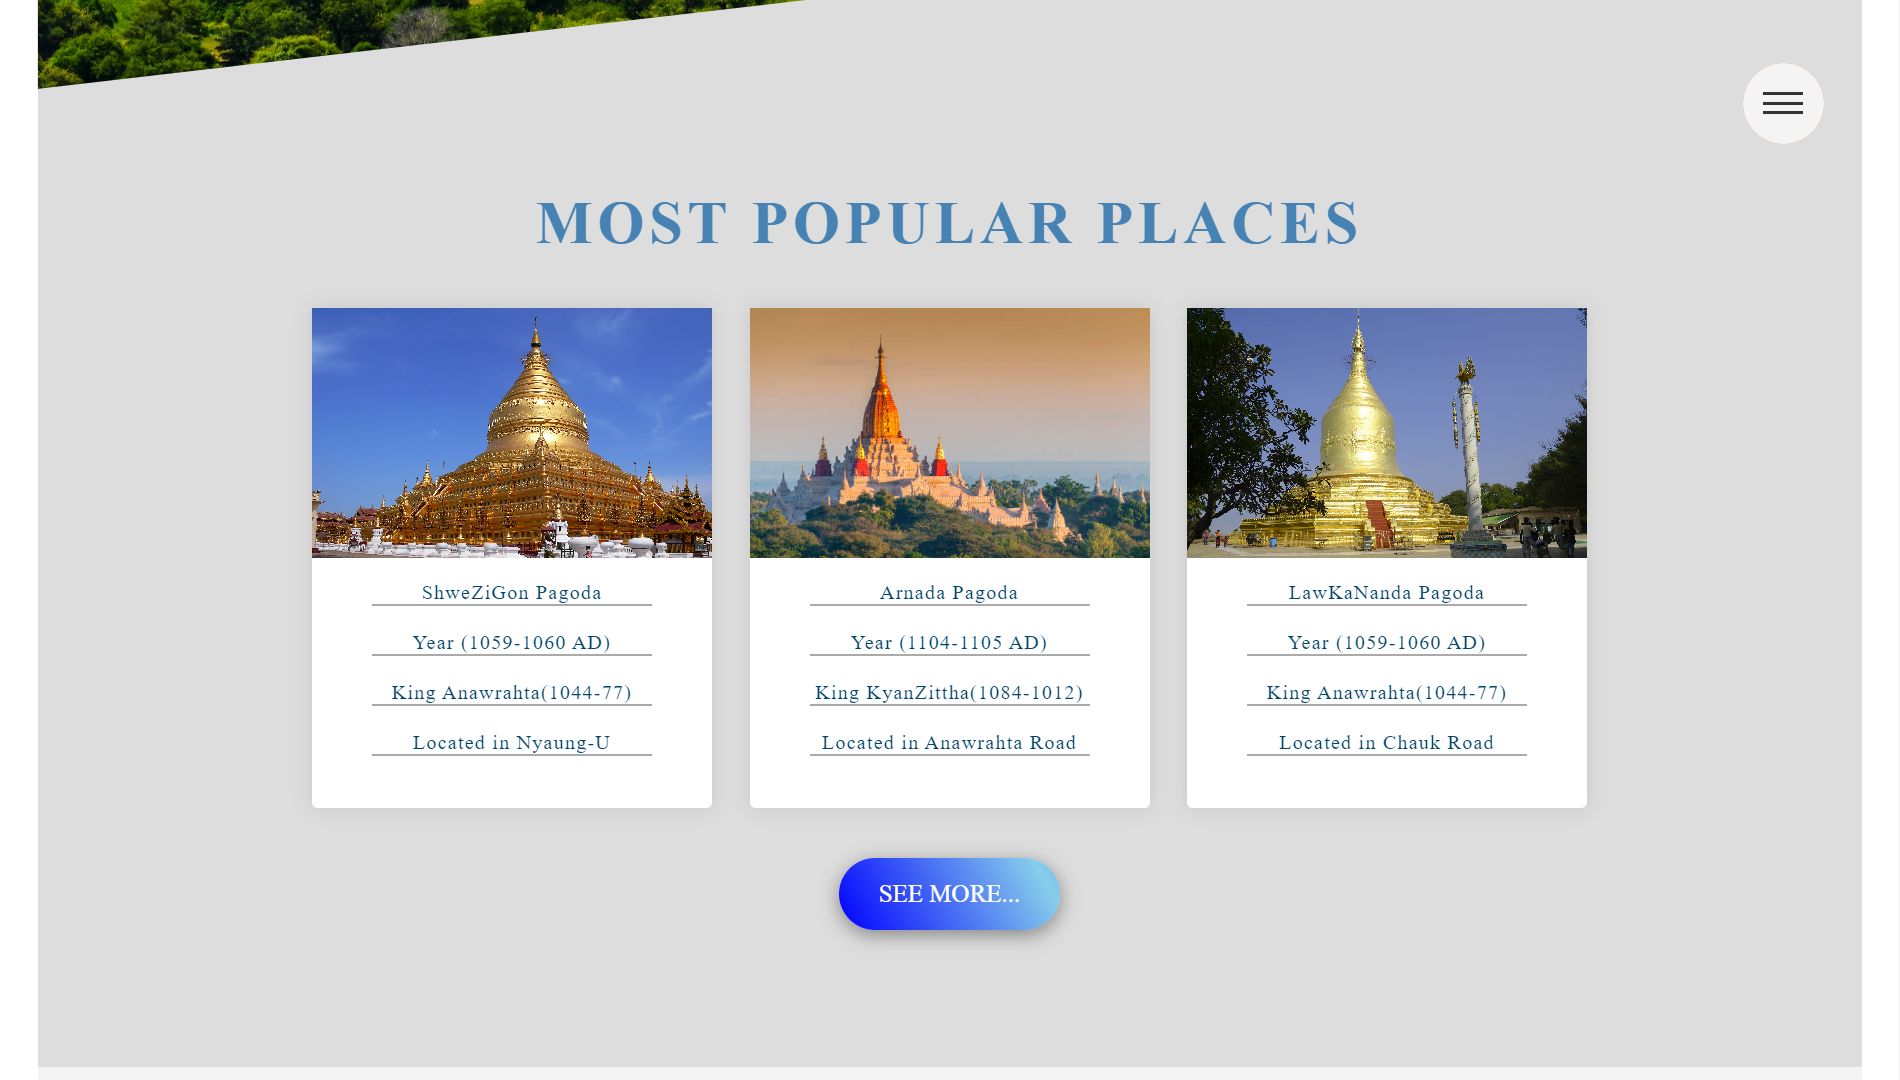 MOST POPULAR PLACES
ShweZiGon Pagoda
Year (1059-1060 AD)
King Anawrahta(1044-77)
Located in Nyaung-U
Arnada Pagoda
Year (1104-1105 AD)
King KyanZittha(1084-1012)
Located in Anawrahta Road
LawKaNanda Pagoda
Year (1059-1060 AD)
King Anawrahta(1044-77)
Located in Chauk Road
SEE MORE...